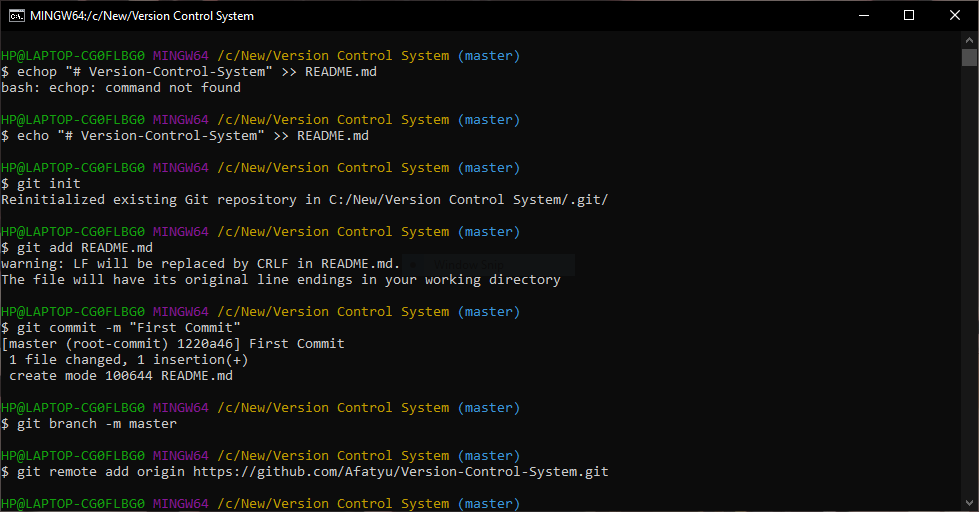 MINGW64:/c/New/Version Control System
HP@LAPTOP-CG0FLBG0 MINGW64 /c/New/Version Control System (master)
$ echop "# Version-Control-System" >> README.md
bash: echop: command not found
HP@LAPTOP-CG0FLBG0 MINGW64 /c/New/Version Control System (master)
$ echo "# Version-Control-System" >> README.md
HP@LAPTOP-CG0FLBG0 MINGW64 /c/New/Version Control System (master)
$ git init
Reinitialized existing Git repository in C:/New/Version Control System/.git/
HP@LAPTOP-CG0FLBG0 MINGW64 /c/New/Version Control System (master)
$ git add README.md
warning: LF will be replaced by CRLF in README.md.
The file will have its original line endings in your working directory
HP@LAPTOP-CG0FLBG0 MINGW64 /c/New/Version Control System (master)
$ git commit -m "First Commit"
[master (root-commit) 1220a46] First Commit
 1 file changed, 1 insertion(+)
 create mode 100644 README.md
HP@LAPTOP-CG0FLBG0 MINGW64 /c/New/Version Control System (master)
$ git branch -m master
HP@LAPTOP-CG0FLBG0 MINGW64 /c/New/Version Control System (master)
$ git remote add origin https://github.com/Afatyu/Version-Control-System.git
HP@LAPTOP-CG0FLBG0 MINGW64 /c/New/Version Control System (master)